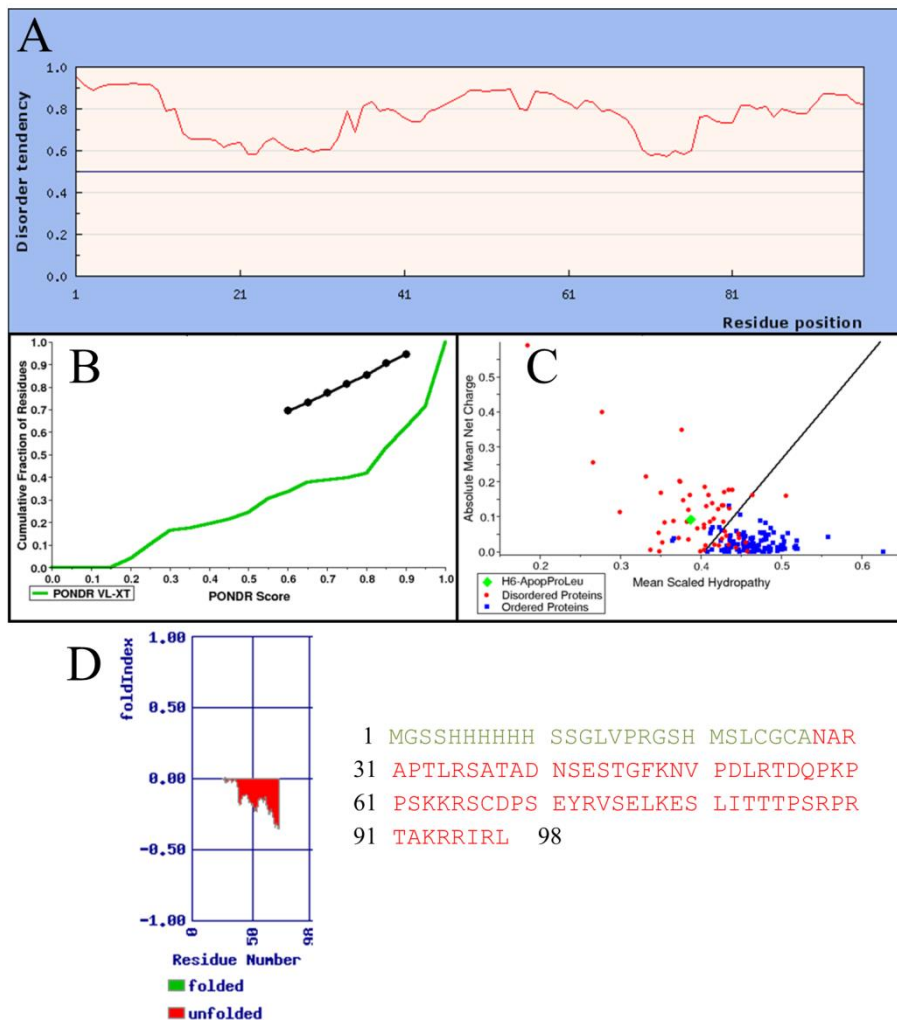 A
Disorder tendency
1.0
0.8
0.6
0.4
0.2
0.0
1 21 41 61 81
Residue position
B
Cumulative Fraction of Residues
1.0
0.9
0.8
0.7
0.6
0.5
0.4
0.3
0.2
0.1
0.0
0.0 0.1 0.2 0.3 0.4 0.5 0.6 0.7 0.8 0.9 1.0
PONDR VL-XT
PONDR Score
C
Absolute Mean Net Charge
0.5
0.4
0.3
0.2
0.1
0.0
0.2 0.3 0.4 0.5 0.6
Mean Scaled Hydropathy
H6-ApopProLeu
Disordered Proteins
Ordered Proteins
D
foldIndex
1.00
0.50
0.00
-0.50
-1.00
0 50 98
Residue Number
folded
unfolded
1 MGSSHHHHHH SSGLVPRGSH MSLCGCANAR
31 APTLRSATAD NSESTGFKNV PDLRTDQPKP
61 PSKKRSCDPS EYRVSELKES LITTTPSRPR
91 TAKRRIRL 98